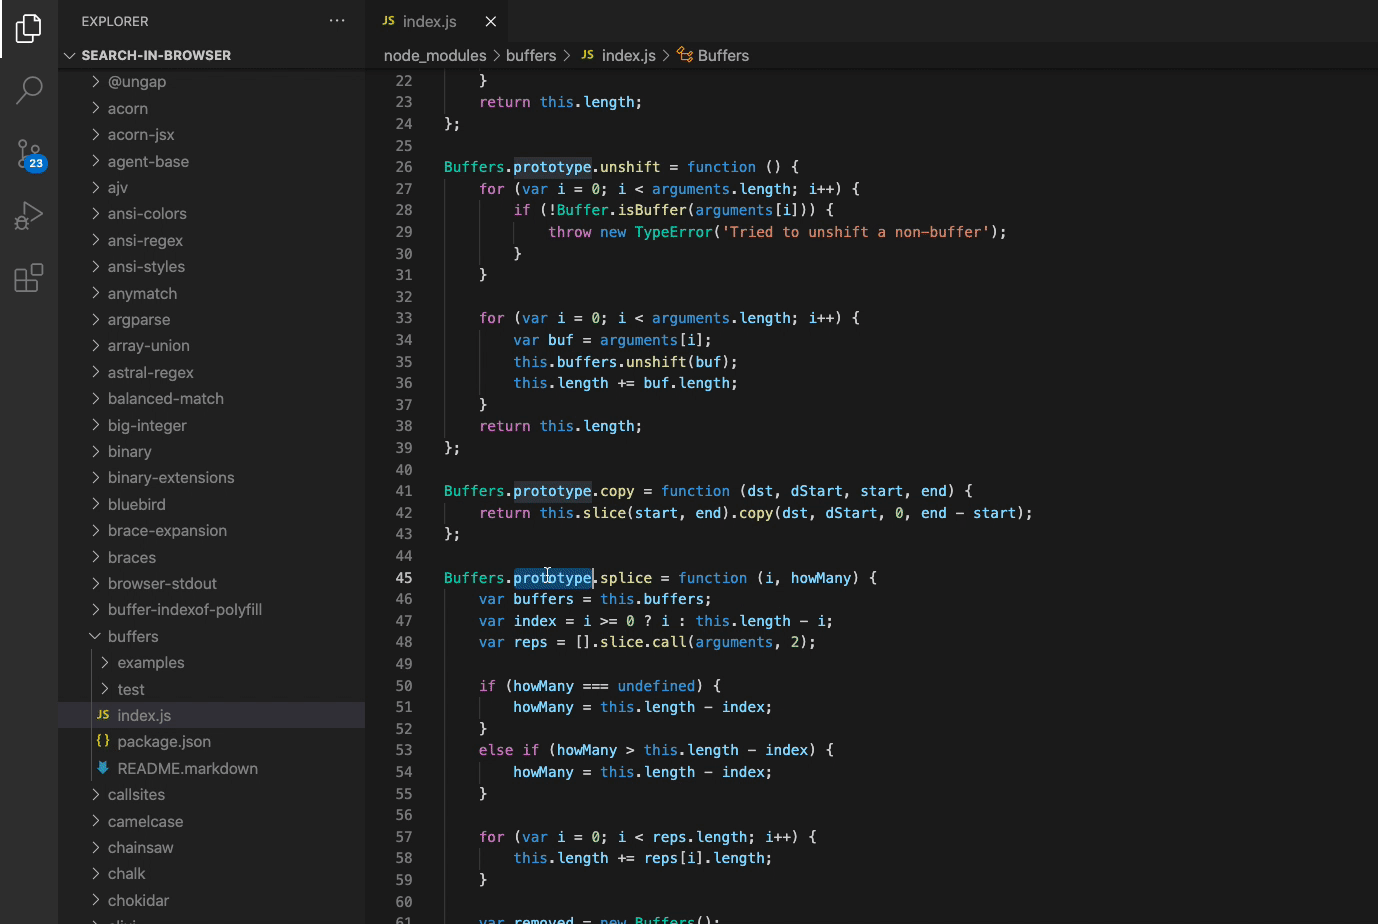 EXPLORER
SEARCH-IN-BROWSER
@ungap
acorn
acorn-jsx
agent-base
ajv
ansi-colors
ansi-regex
ansi-styles
anymatch
argparse
array-union
astral-regex
balanced-match
big-integer
binary
binary-extensions
bluebird
brace-expansion
braces
browser-stdout
buffer-indexof-polyfill
buffers
examples
test
JS index.js
{} package.json
README.markdown
callsites
camelcase
chainsaw
chalk
chokidar
23
JS index.js
node_modules > buffers > JS index.js > Buffers
22 }
23 return this.length;
24 };
25
26 Buffers.prototype.unshift = function () {
27 for (var i = 0; i < arguments.length; i++) {
28 if (!Buffer.isBuffer(arguments[i])) {
29 throw new TypeError('Tried to unshift a non-buffer');
30 }
31 }
32
33 for (var i = 0; i < arguments.length; i++) {
34 var buf = arguments[i];
35 this.buffers.unshift(buf);
36 this.length += buf.length;
37 }
38 return this.length;
39 };
40
41 Buffers.prototype.copy = function (dst, dStart, start, end) {
42 return this.slice(start, end).copy(dst, dStart, 0, end - start);
43 };
44
45 Buffers.prototype.splice = function (i, howMany) {
46 var buffers = this.buffers;
47 var index = i >= 0 ? i : this.length - i;
48 var reps = [].slice.call(arguments, 2);
49
50 if (howMany === undefined) {
51 howMany = this.length - index;
52 }
53 else if (howMany > this.length - index) {
54 howMany = this.length - index;
55 }
56
57 for (var i = 0; i < reps.length; i++) {
58 this.length += reps[i].length;
59 }
60
61 var removed = new Buffers();